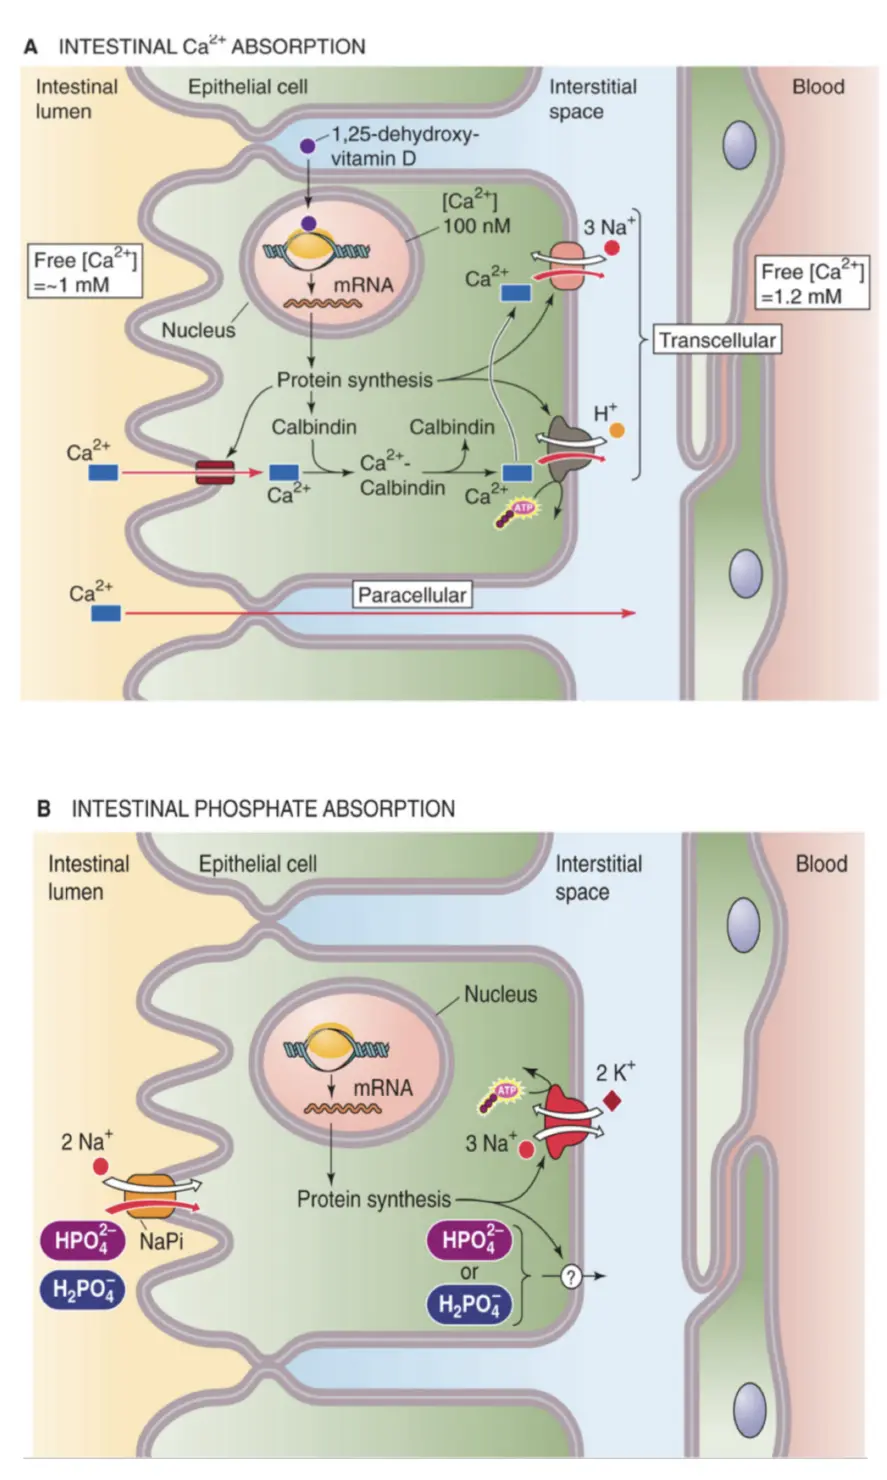 A INTESTINAL Ca²⁺ ABSORPTION
Intestinal
lumen
Epithelial cell
Interstitial
space
Blood
1,25-dehydroxy-
vitamin D
[Ca²⁺]
100 nM
3 Na⁺
Free [Ca²⁺]
=~1 mM
Free [Ca²⁺]
=1.2 mM
Ca²⁺
mRNA
Nucleus
Transcellular
Protein synthesis
H⁺
Calbindin
Calbindin
Ca²⁺
Ca²⁺-
Calbindin
Ca²⁺
Ca²⁺
ATP
Ca²⁺
Paracellular
B INTESTINAL PHOSPHATE ABSORPTION
Intestinal
lumen
Epithelial cell
Interstitial
space
Blood
Nucleus
2 K⁺
ATP
mRNA
2 Na⁺
3 Na⁺
Protein synthesis
HPO₄²⁻
NaPi
HPO₄²⁻
or
?
H₂PO₄⁻
H₂PO₄⁻